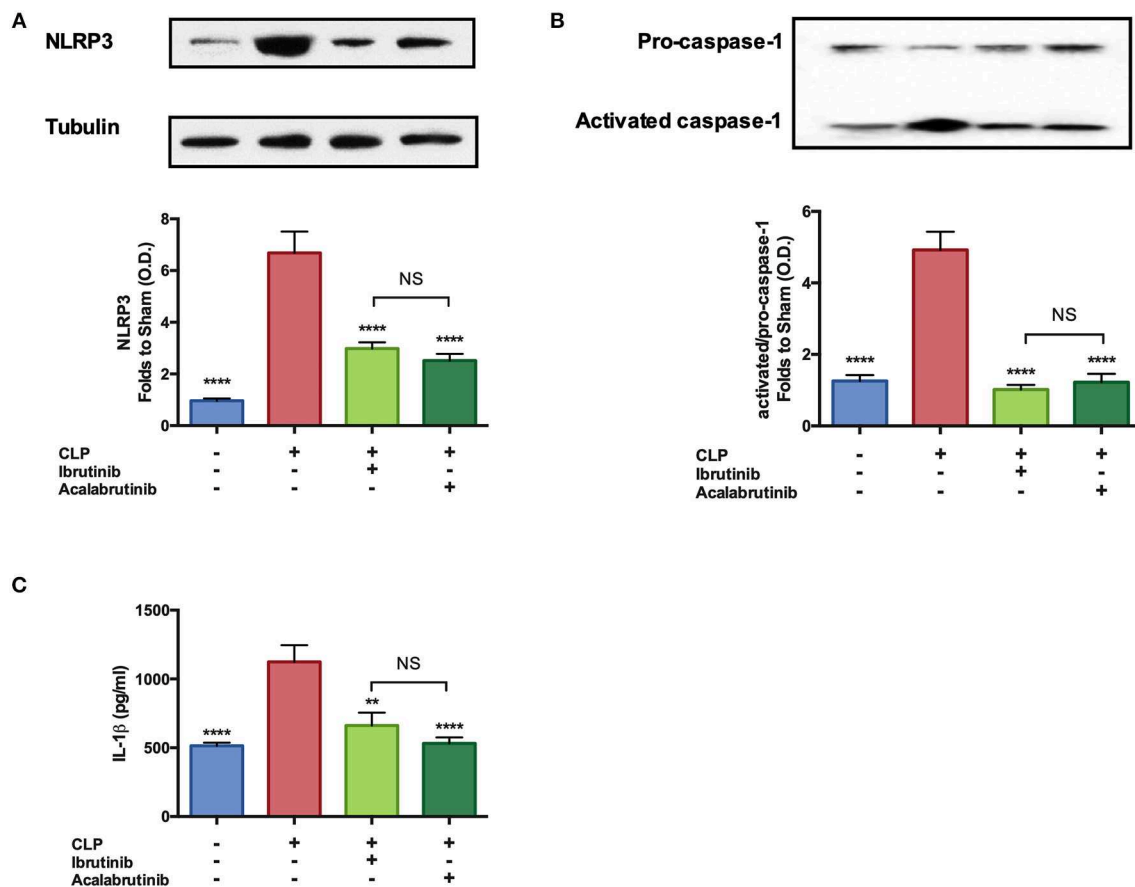 A
NLRP3
Tubulin
NLRP3
Folds to Sham (O.D.)
8
6
4
2
0
NS
**** **** ****
CLP - + + +
Ibrutinib - - + -
Acalabrutinib - - - +
B
Pro-caspase-1
Activated caspase-1
activated/pro-caspase-1
Folds to Sham (O.D.)
6
4
2
0
NS
**** **** ****
CLP - + + +
Ibrutinib - - + -
Acalabrutinib - - - +
C
IL-1β (pg/ml)
1500
1000
500
0
NS
**** ** ****
CLP - + + +
Ibrutinib - - + -
Acalabrutinib - - - +